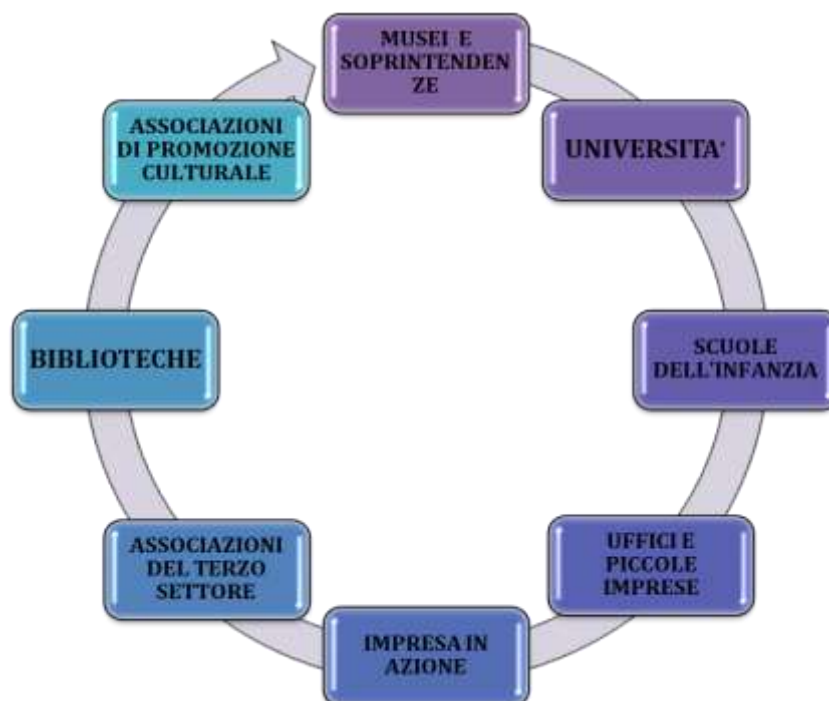 MUSEI E
SOPRINTENDEN
ZE
UNIVERSITA'
SCUOLE
DELL'INFANZIA
UFFICI E
PICCOLE
IMPRESE
IMPRESA IN
AZIONE
ASSOCIAZIONI
DEL TERZO
SETTORE
BIBLIOTECHE
ASSOCIAZIONI
DI PROMOZIONE
CULTURALE